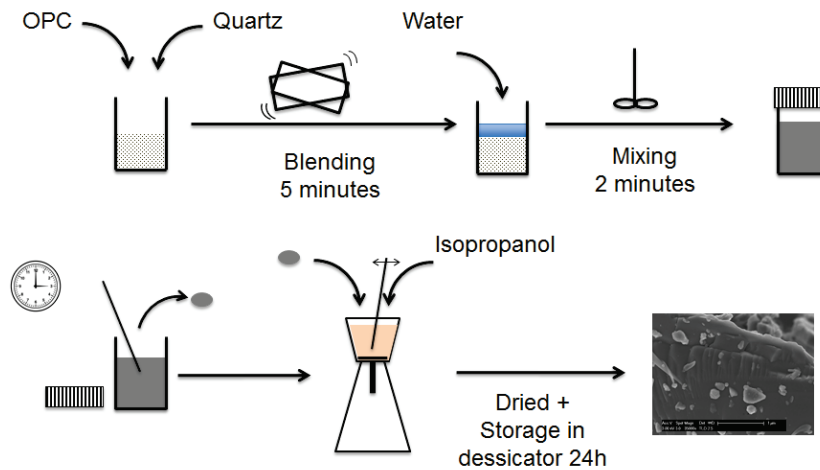 OPC
Quartz
Water
Blending
5 minutes
Mixing
2 minutes
Isopropanol
Dried +
Storage in
dessicator 24h